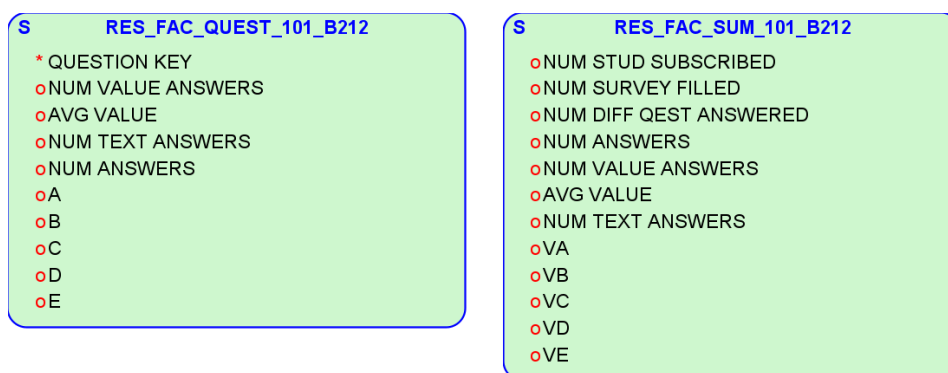 S RES_FAC_QUEST_101_B212
* QUESTION KEY
o NUM VALUE ANSWERS
o AVG VALUE
o NUM TEXT ANSWERS
o NUM ANSWERS
o A
o B
o C
o D
o E
S RES_FAC_SUM_101_B212
o NUM STUD SUBSCRIBED
o NUM SURVEY FILLED
o NUM DIFF QEST ANSWERED
o NUM ANSWERS
o NUM VALUE ANSWERS
o AVG VALUE
o NUM TEXT ANSWERS
o VA
o VB
o VC
o VD
o VE